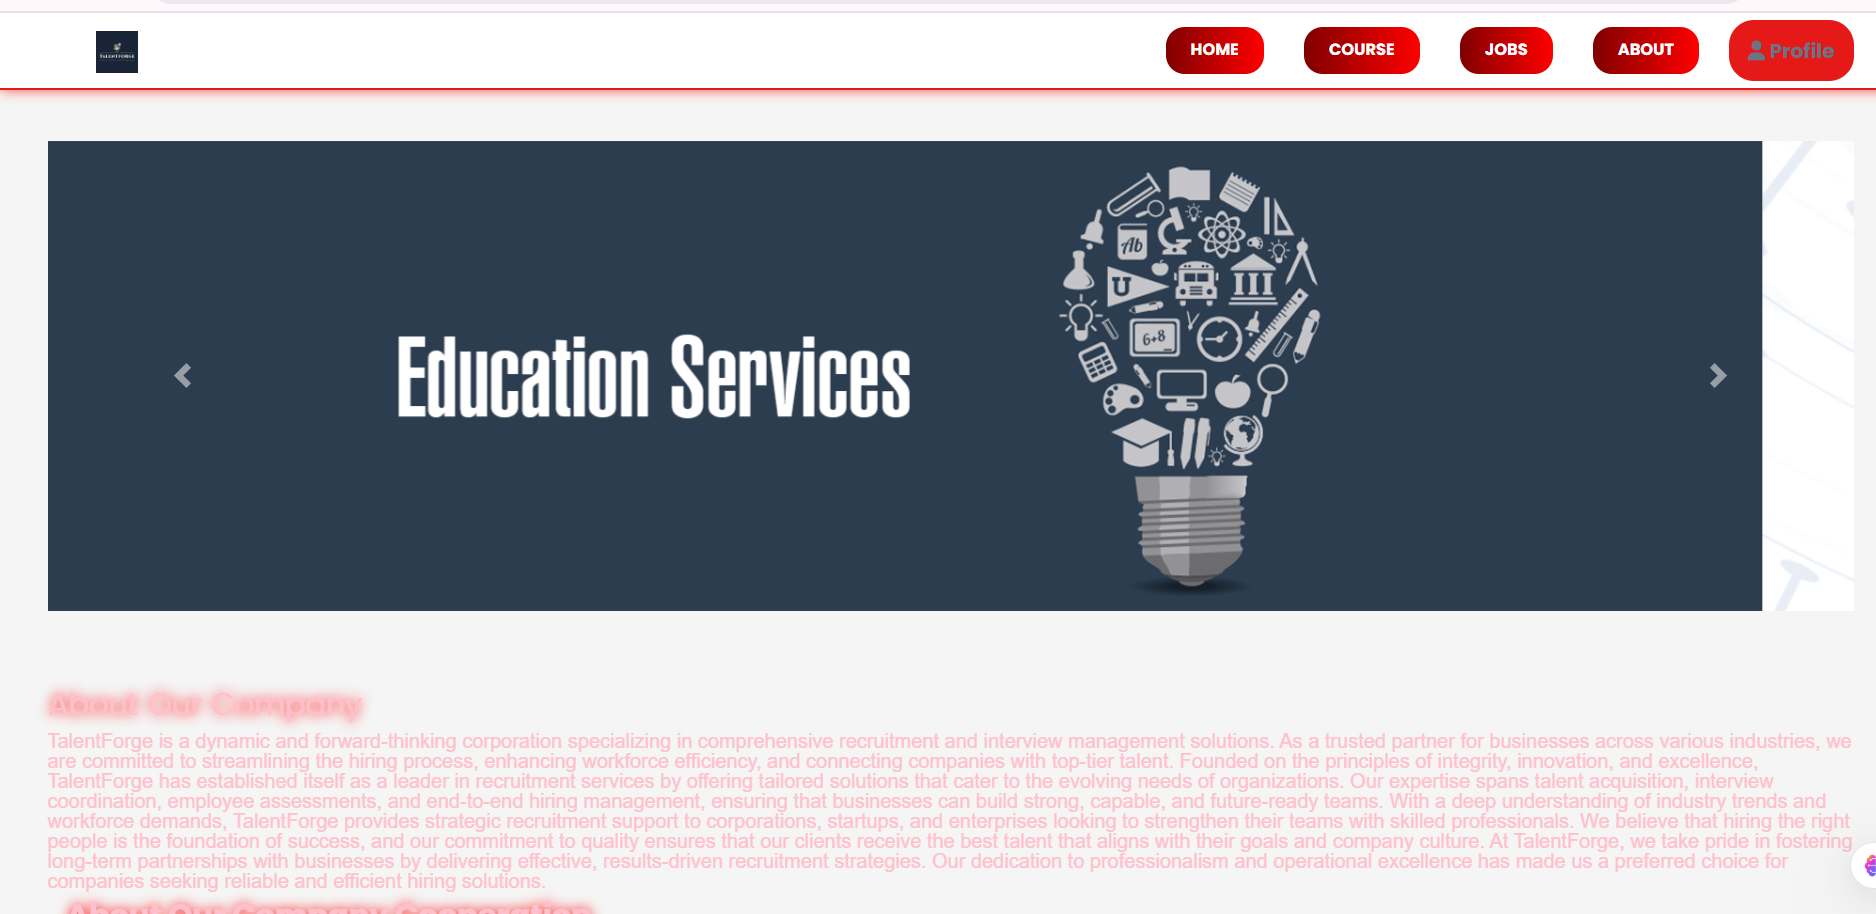 TALENTFORGE
HOME
COURSE
JOBS
ABOUT
Profile
Education Services
Ab
U
6+8
About Our Company
TalentForge is a dynamic and forward-thinking corporation specializing in comprehensive recruitment and interview management solutions. As a trusted partner for businesses across various industries, we
are committed to streamlining the hiring process, enhancing workforce efficiency, and connecting companies with top-tier talent. Founded on the principles of integrity, innovation, and excellence,
TalentForge has established itself as a leader in recruitment services by offering tailored solutions that cater to the evolving needs of organizations. Our expertise spans talent acquisition, interview
coordination, employee assessments, and end-to-end hiring management, ensuring that businesses can build strong, capable, and future-ready teams. With a deep understanding of industry trends and
workforce demands, TalentForge provides strategic recruitment support to corporations, startups, and enterprises looking to strengthen their teams with skilled professionals. We believe that hiring the right
people is the foundation of success, and our commitment to quality ensures that our clients receive the best talent that aligns with their goals and company culture. At TalentForge, we take pride in fostering
long-term partnerships with businesses by delivering effective, results-driven recruitment strategies. Our dedication to professionalism and operational excellence has made us a preferred choice for
companies seeking reliable and efficient hiring solutions.
About Our Company Cooperation